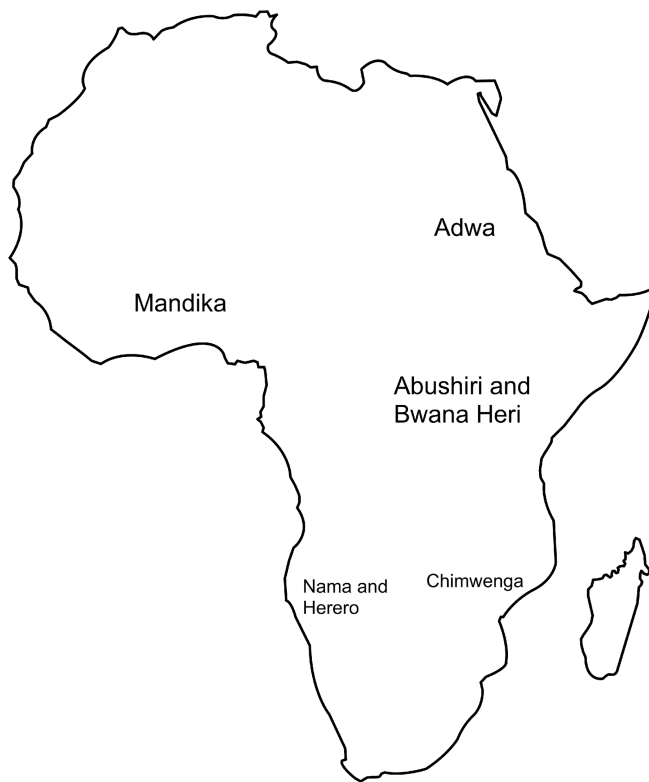 Adwa
Mandika
Abushiri and
Bwana Heri
Nama and
Herero
Chimwenga